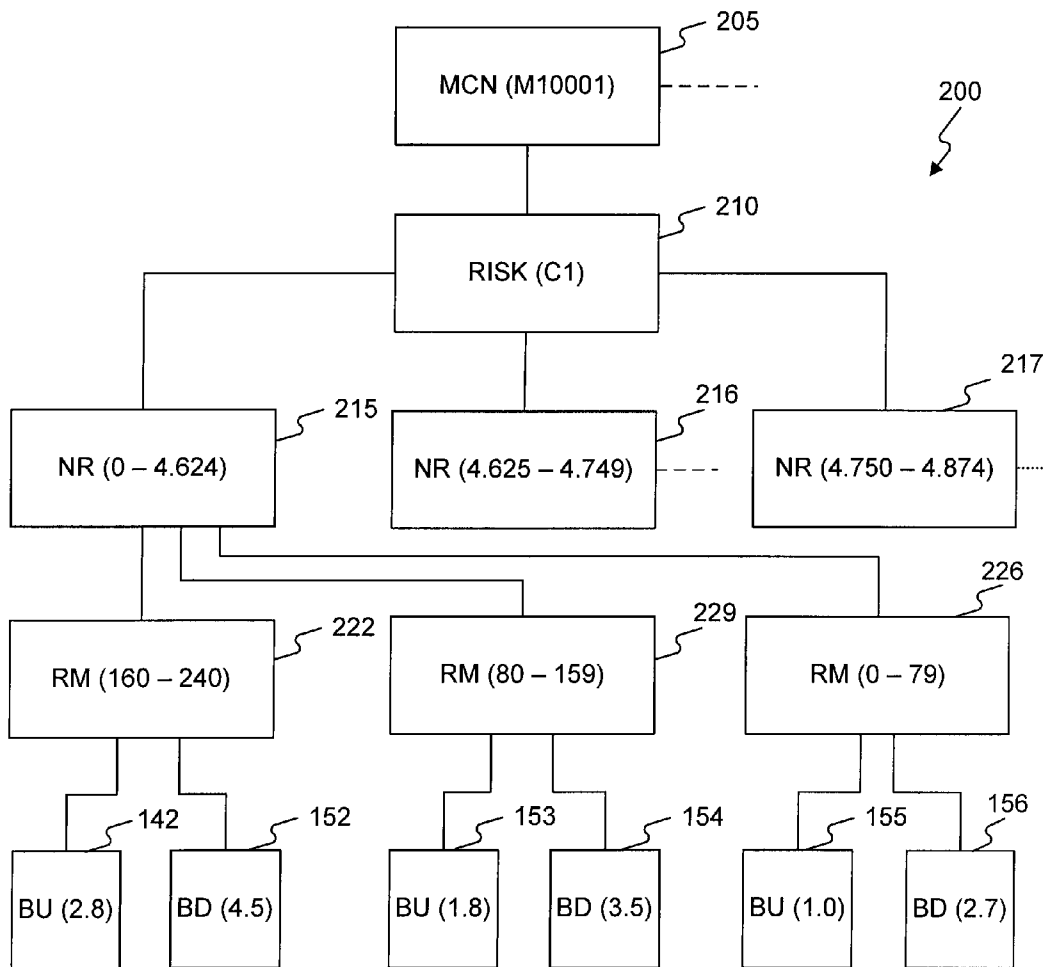 205
MCN (M10001)
200
210
RISK (C1)
217
215
216
NR (0 – 4.624)
NR (4.625 – 4.749)
NR (4.750 – 4.874)
226
222
229
RM (160 – 240)
RM (80 – 159)
RM (0 – 79)
142
152
153
154
155
156
BU (2.8)
BD (4.5)
BU (1.8)
BD (3.5)
BU (1.0)
BD (2.7)